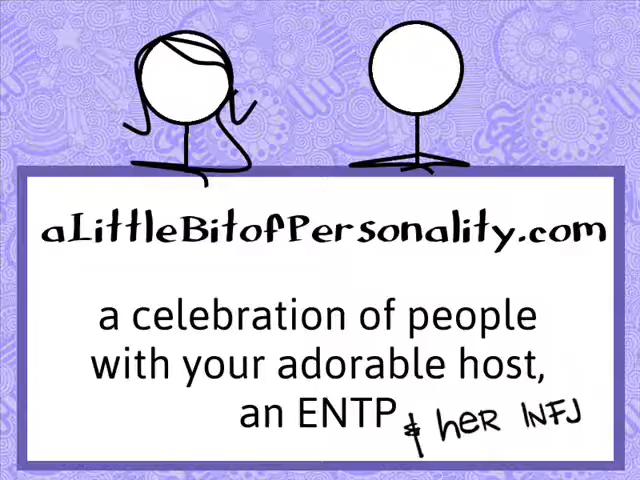 aLittleBitofPersonality.com
a celebration of people
with your adorable host,
an ENTP & her INFJ